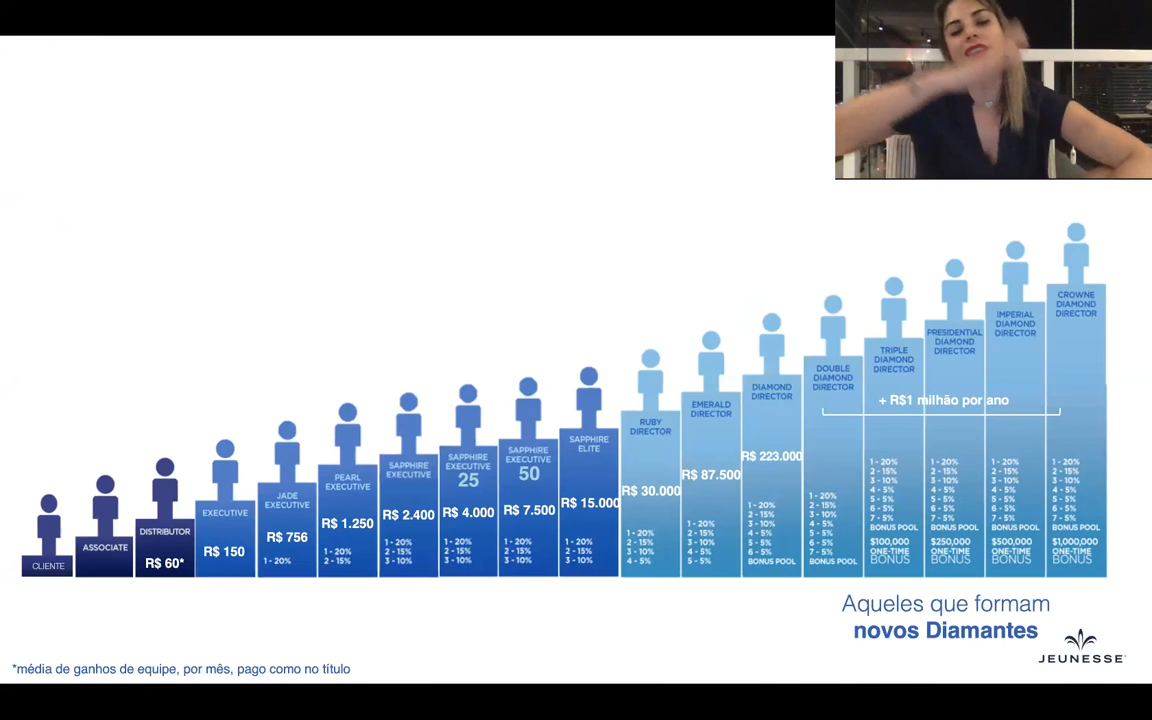 CLIENTE
ASSOCIATE
DISTRIBUTOR
R$ 60*
EXECUTIVE
R$ 150
JADE
EXECUTIVE
R$ 756
1 - 20%
PEARL
EXECUTIVE
R$ 1.250
1 - 20%
2 - 15%
SAPPHIRE
EXECUTIVE
R$ 2.400
1 - 20%
2 - 15%
3 - 10%
SAPPHIRE
EXECUTIVE
25
R$ 4.000
1 - 20%
2 - 15%
3 - 10%
SAPPHIRE
EXECUTIVE
50
R$ 7.500
1 - 20%
2 - 15%
3 - 10%
SAPPHIRE
ELITE
R$ 15.000
1 - 20%
2 - 15%
3 - 10%
RUBY
DIRECTOR
R$ 30.000
1 - 20%
2 - 15%
3 - 10%
4 - 5%
EMERALD
DIRECTOR
R$ 87.500
1 - 20%
2 - 15%
3 - 10%
4 - 5%
5 - 5%
DIAMOND
DIRECTOR
R$ 223.000
1 - 20%
2 - 15%
3 - 10%
4 - 5%
5 - 5%
6 - 5%
BONUS POOL
DOUBLE
DIAMOND
DIRECTOR
1 - 20%
2 - 15%
3 - 10%
4 - 5%
5 - 5%
6 - 5%
7 - 5%
BONUS POOL
+ R$1 milhão por ano
TRIPLE
DIAMOND
DIRECTOR
1 - 20%
2 - 15%
3 - 10%
4 - 5%
5 - 5%
6 - 5%
7 - 5%
BONUS POOL
$100,000
ONE-TIME
BONUS
PRESIDENTIAL
DIAMOND
DIRECTOR
1 - 20%
2 - 15%
3 - 10%
4 - 5%
5 - 5%
6 - 5%
7 - 5%
BONUS POOL
$250,000
ONE-TIME
BONUS
IMPERIAL
DIAMOND
DIRECTOR
1 - 20%
2 - 15%
3 - 10%
4 - 5%
5 - 5%
6 - 5%
7 - 5%
BONUS POOL
$500,000
ONE-TIME
BONUS
CROWNE
DIAMOND
DIRECTOR
1 - 20%
2 - 15%
3 - 10%
4 - 5%
5 - 5%
6 - 5%
7 - 5%
BONUS POOL
$1,000,000
ONE-TIME
BONUS
Aqueles que formam
novos Diamantes
JEUNESSE
*média de ganhos de equipe, por mês, pago como no título